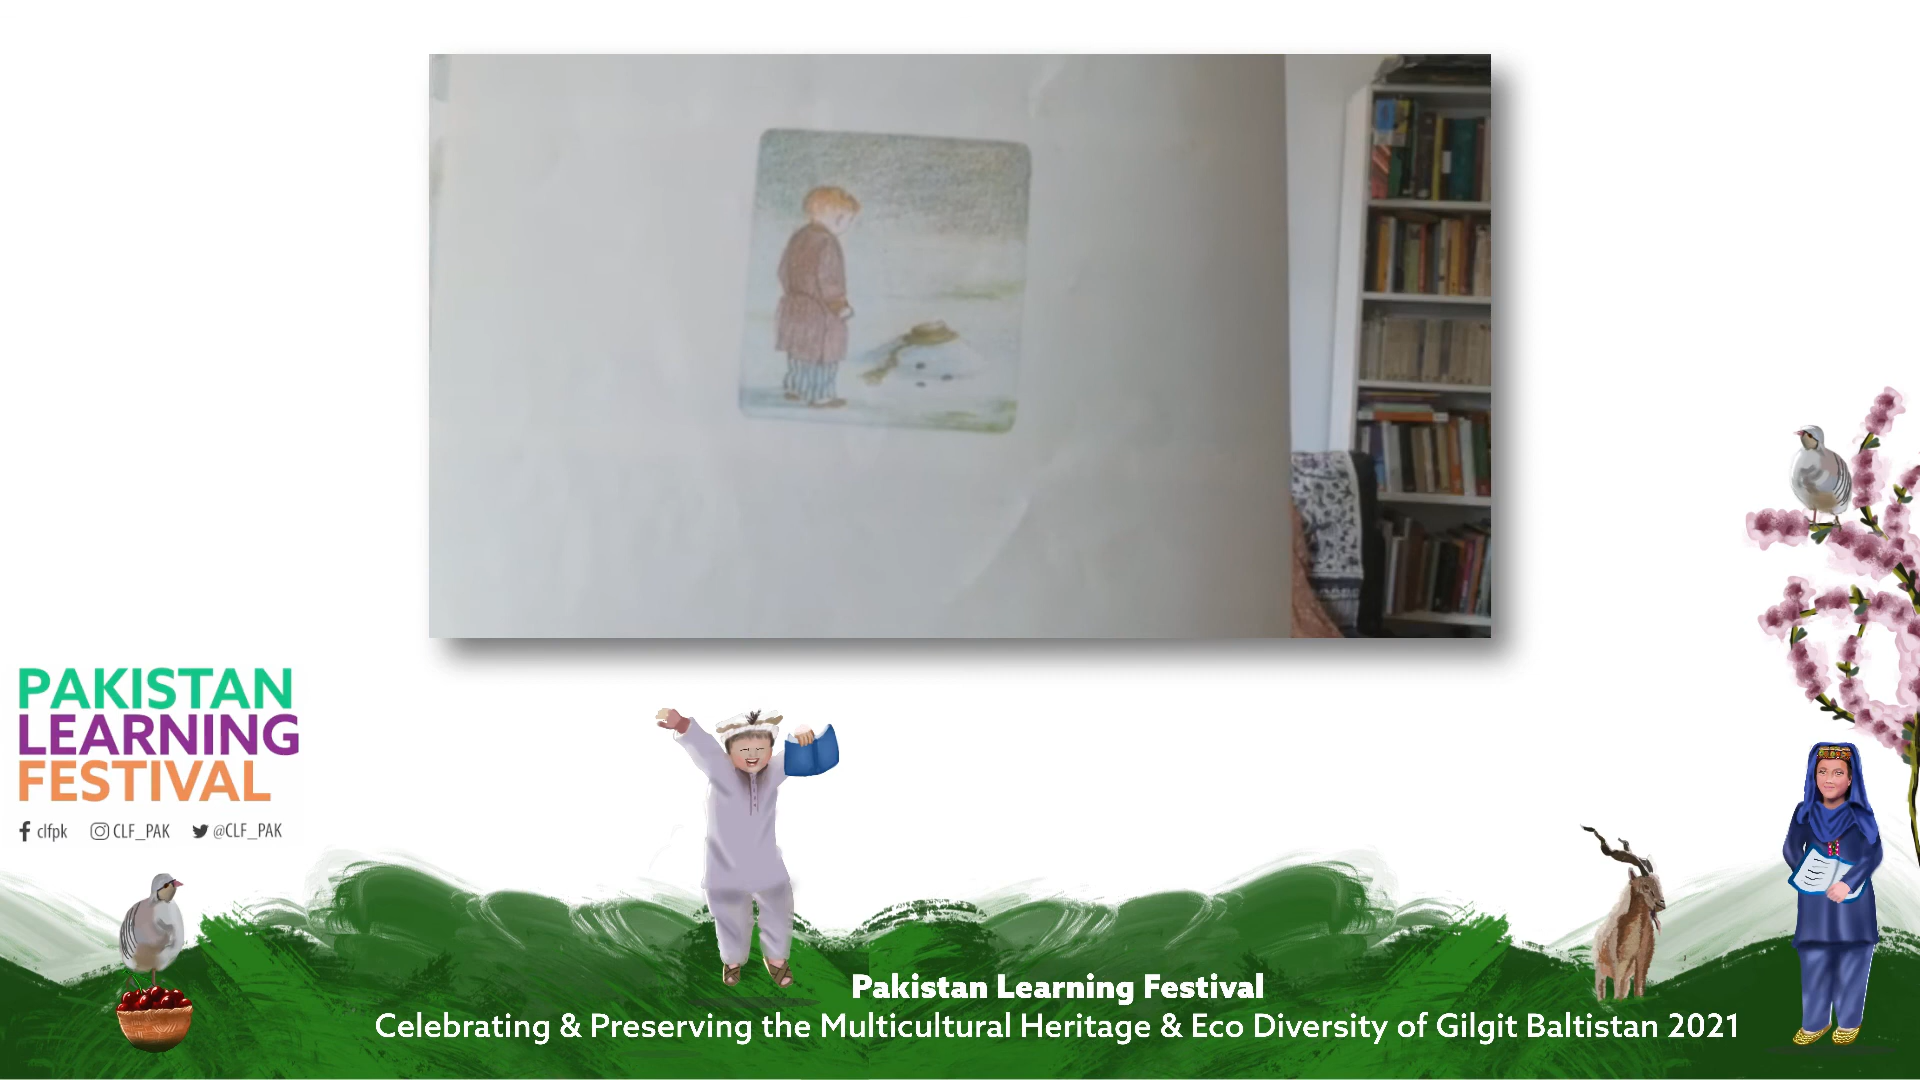 PAKISTAN
LEARNING
FESTIVAL
clfpk CLF_PAK @CLF_PAK
Pakistan Learning Festival
Celebrating & Preserving the Multicultural Heritage & Eco Diversity of Gilgit Baltistan 2021